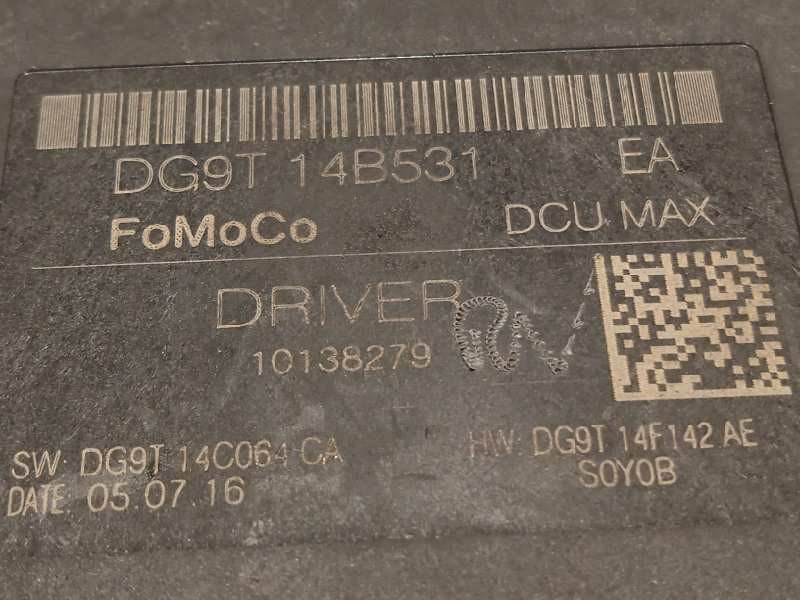 DG9T 14B531 EA
FoMoCo DCU MAX
DRIVER
10138279
SW: DG9T 14C064 CA
HW: DG9T 14F142 AE
DATE: 05.07.16
S0Y0B